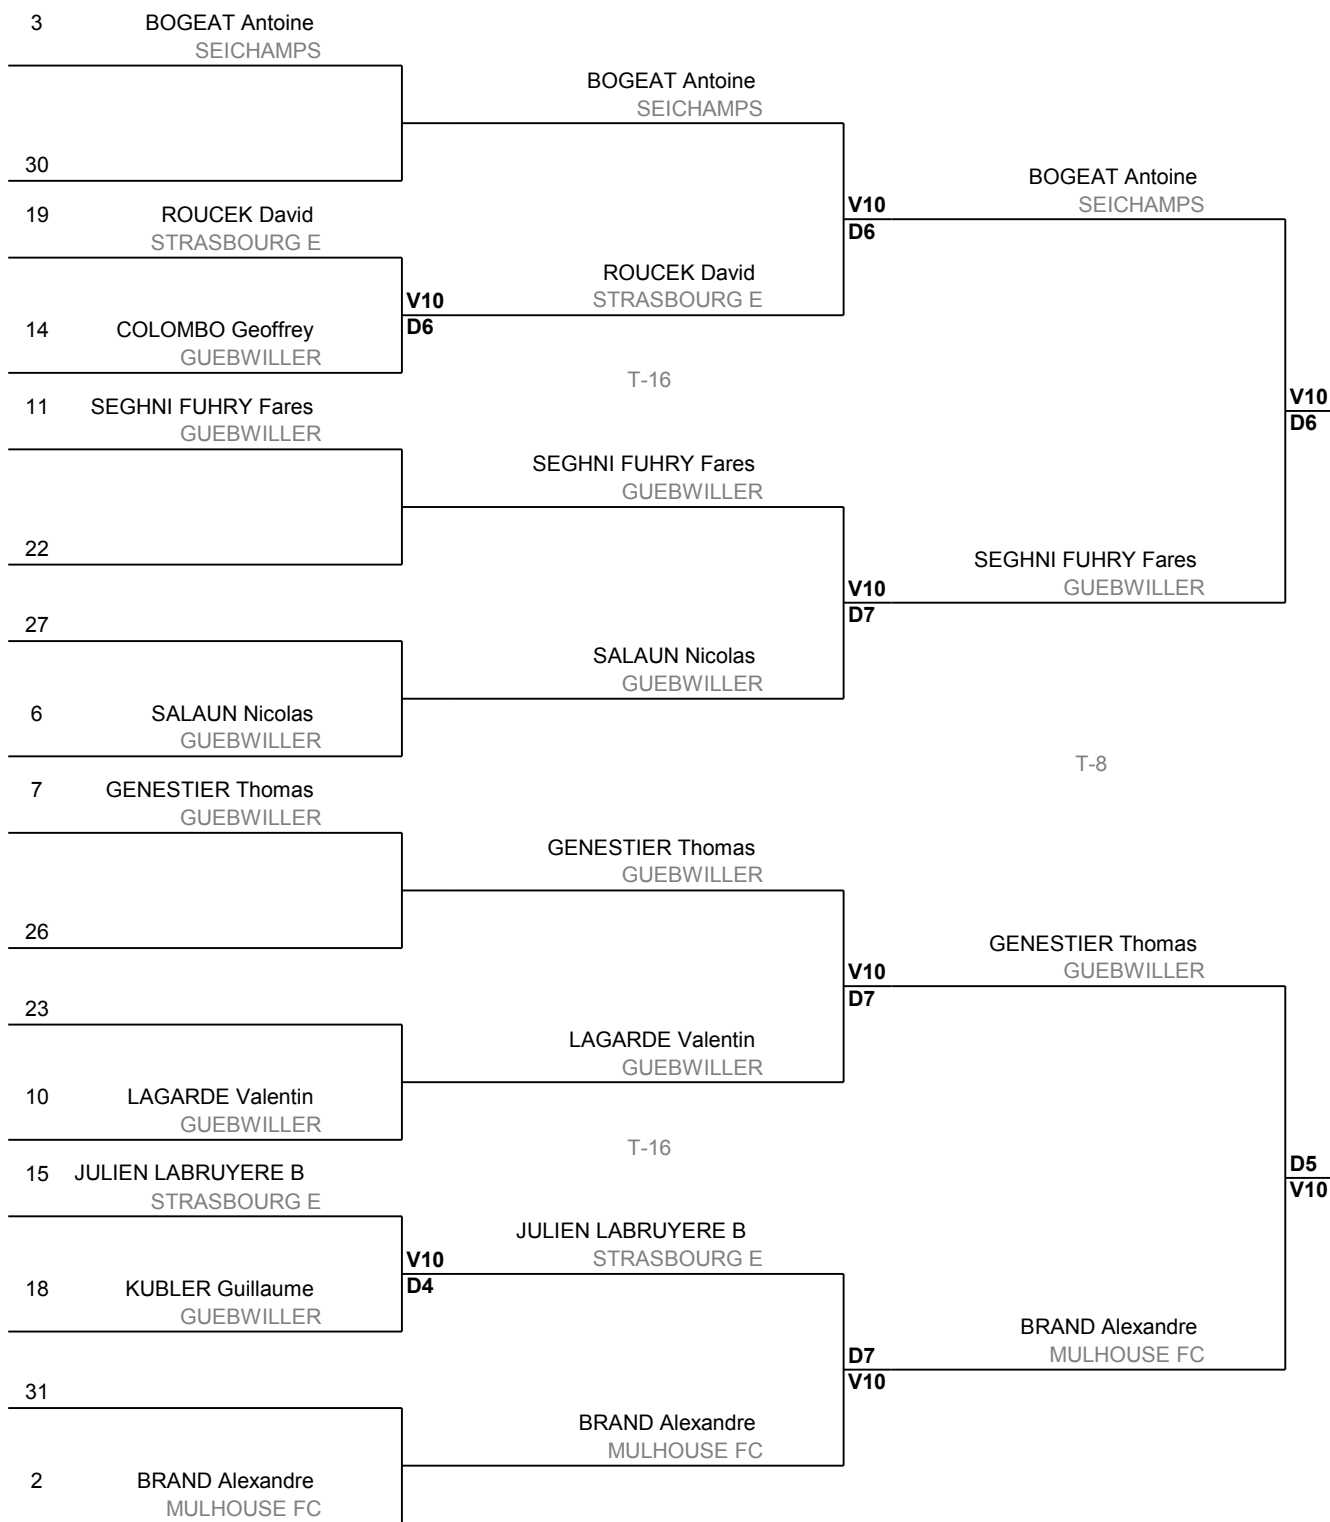 3 BOGEAT Antoine
SEICHAMPS
BOGEAT Antoine
SEICHAMPS
30
BOGEAT Antoine
SEICHAMPS
19 ROUCEK David
STRASBOURG E
V10
D6
ROUCEK David
STRASBOURG E
V10
D6
14 COLOMBO Geoffrey
GUEBWILLER
T-16
11 SEGHNI FUHRY Fares
GUEBWILLER
V10
D6
SEGHNI FUHRY Fares
GUEBWILLER
22
SEGHNI FUHRY Fares
GUEBWILLER
V10
D7
27
SALAUN Nicolas
GUEBWILLER
6 SALAUN Nicolas
GUEBWILLER
T-8
7 GENESTIER Thomas
GUEBWILLER
GENESTIER Thomas
GUEBWILLER
26
GENESTIER Thomas
GUEBWILLER
V10
D7
23
LAGARDE Valentin
GUEBWILLER
10 LAGARDE Valentin
GUEBWILLER
T-16
15 JULIEN LABRUYERE B
STRASBOURG E
D5
V10
JULIEN LABRUYERE B
STRASBOURG E
V10
D4
18 KUBLER Guillaume
GUEBWILLER
BRAND Alexandre
MULHOUSE FC
D7
V10
31
BRAND Alexandre
MULHOUSE FC
2 BRAND Alexandre
MULHOUSE FC